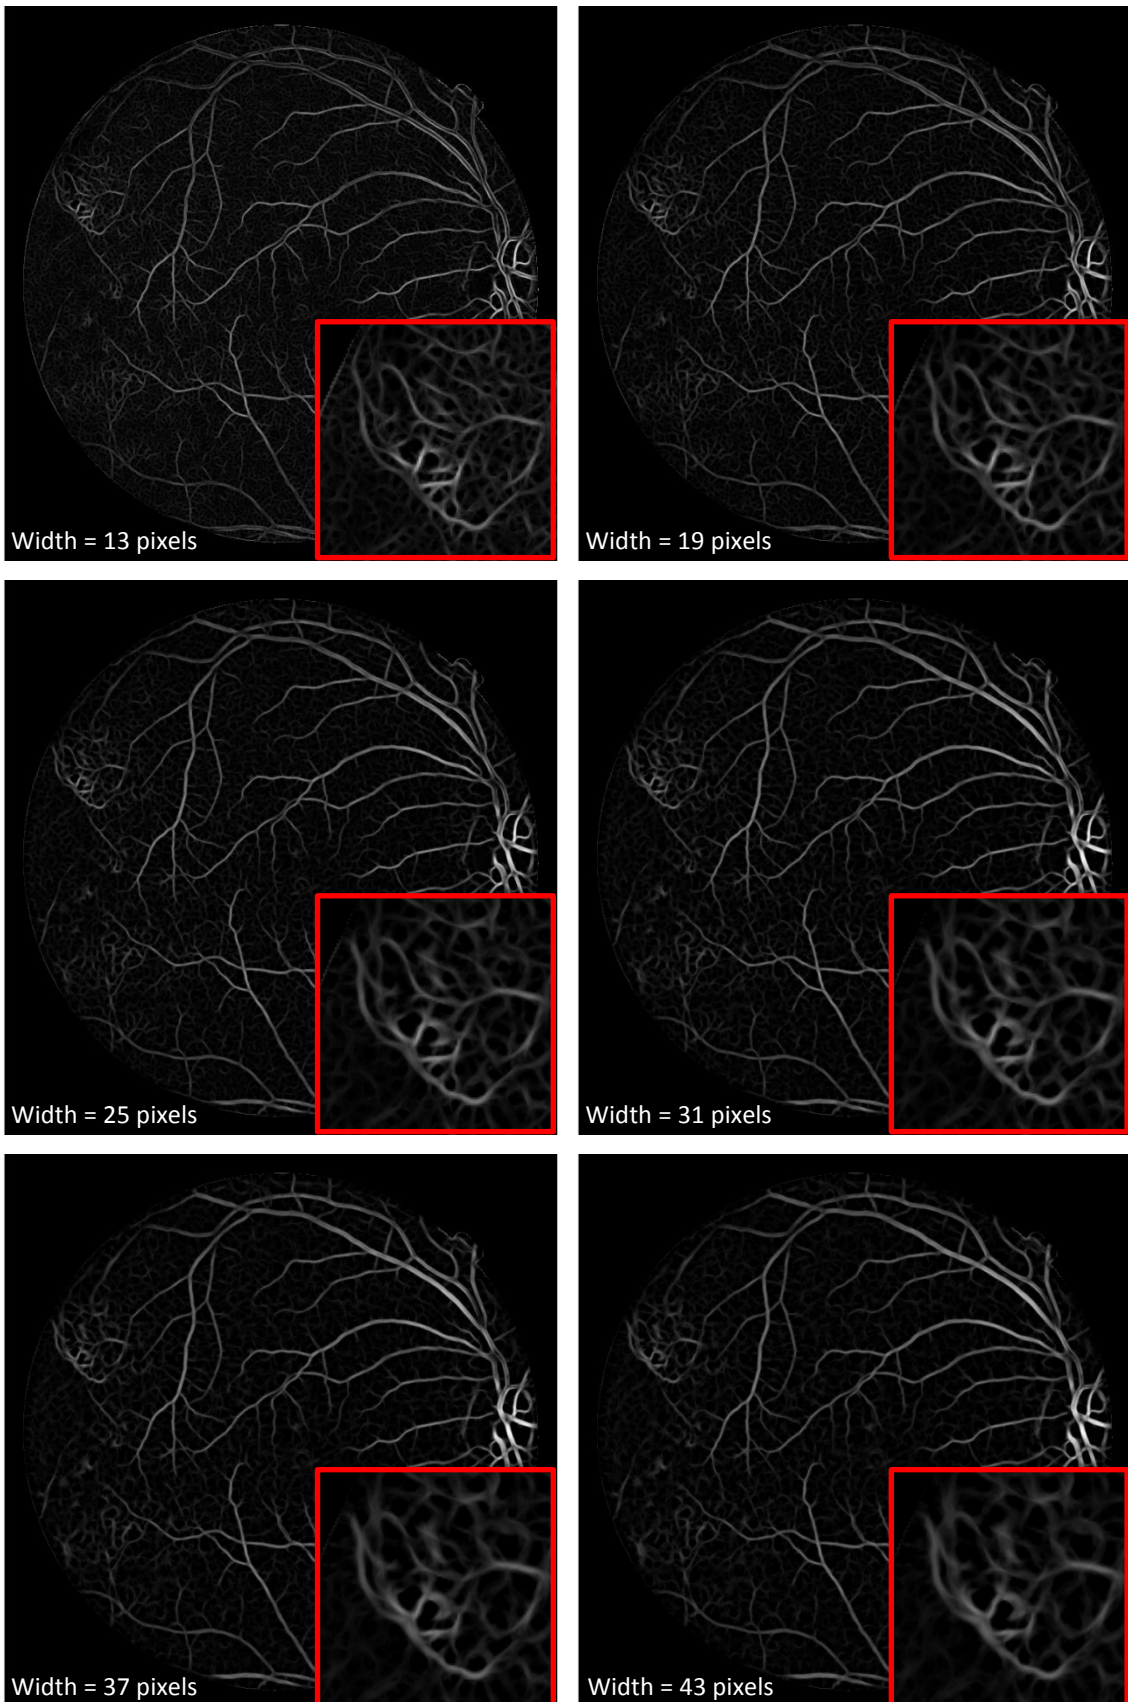 Width = 13 pixels
Width = 19 pixels
Width = 25 pixels
Width = 31 pixels
Width = 37 pixels
Width = 43 pixels